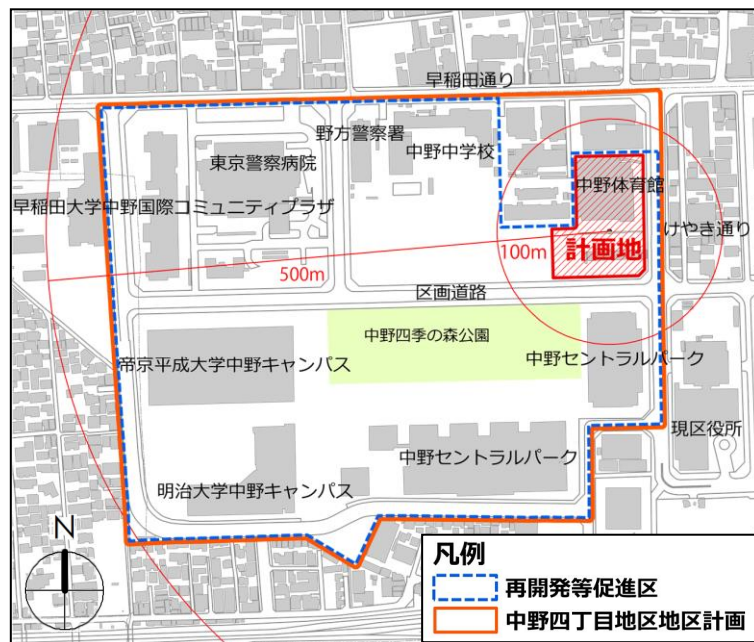 早稲田通り
野方警察署
中野中学校
東京警察病院
中野体育館
早稲田大学中野国際コミュニティプラザ
けやき通り
計画地
100m
500m
区画道路
中野四季の森公園
帝京平成大学中野キャンパス
中野セントラルパーク
現区役所
中野セントラルパーク
明治大学中野キャンパス
N
凡例
再開発等促進区
中野四丁目地区地区計画